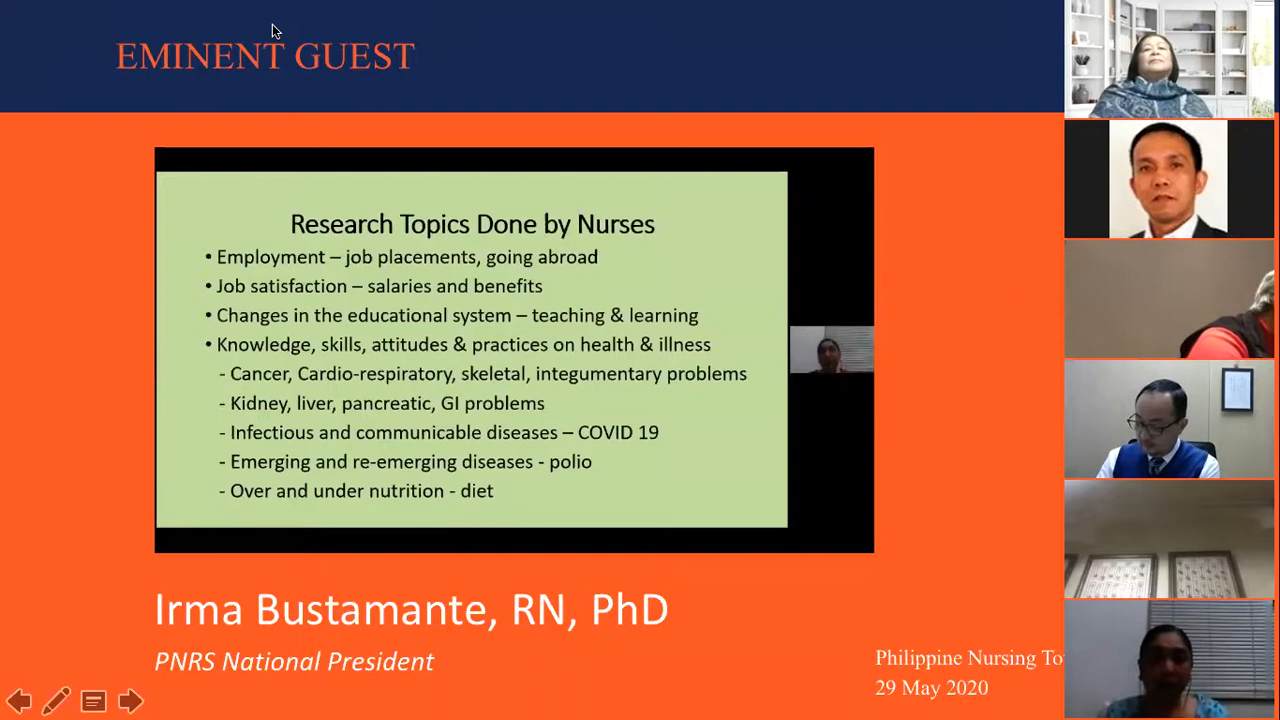 EMINENT GUEST
Research Topics Done by Nurses
• Employment – job placements, going abroad
• Job satisfaction – salaries and benefits
• Changes in the educational system – teaching & learning
• Knowledge, skills, attitudes & practices on health & illness
- Cancer, Cardio-respiratory, skeletal, integumentary problems
- Kidney, liver, pancreatic, GI problems
- Infectious and communicable diseases – COVID 19
- Emerging and re-emerging diseases - polio
- Over and under nutrition - diet
Irma Bustamante, RN, PhD
PNRS National President
Philippine Nursing
29 May 2020